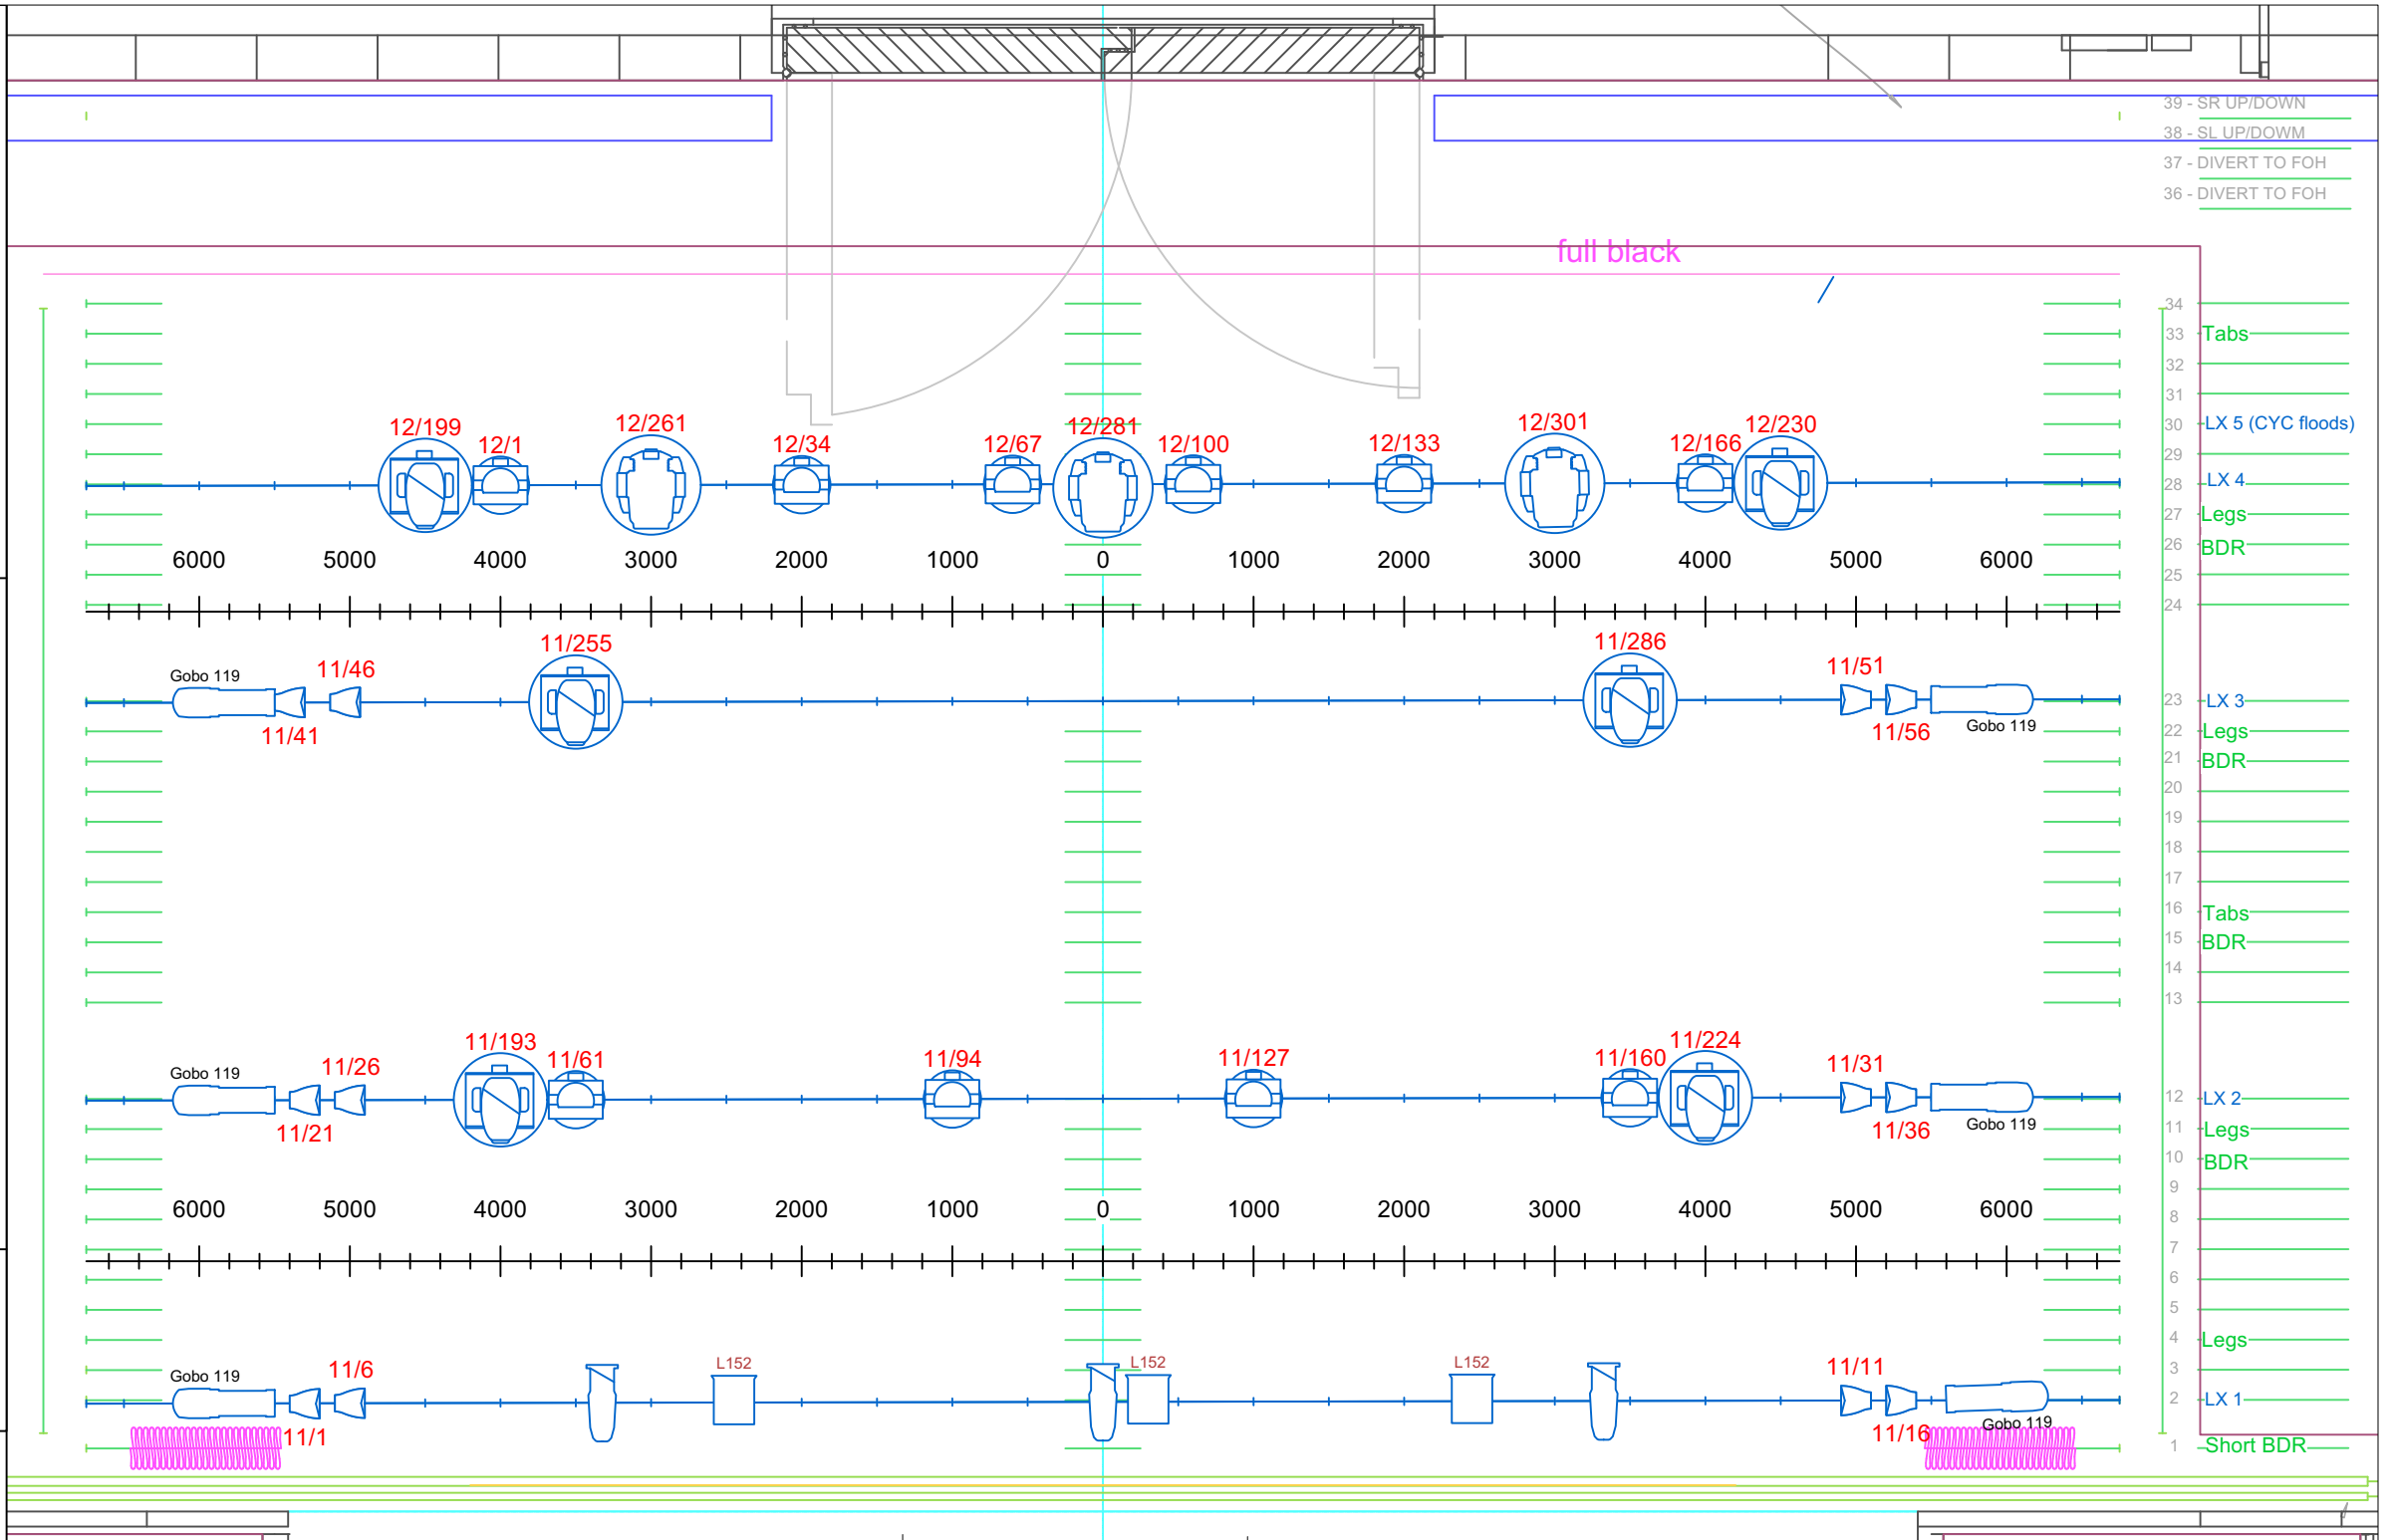 39 - SR UP/DOWN
38 - SL UP/DOWM
37 - DIVERT TO FOH
36 - DIVERT TO FOH
full black
34
33 Tabs
32
31
12/199 12/1 12/261 12/34 12/67 12/281 12/100 12/133 12/301 12/166 12/230
30 LX 5 (CYC floods)
29
28 LX 4
27 Legs
26 BDR
6000 5000 4000 3000 2000 1000 0 1000 2000 3000 4000 5000 6000
25
24
11/46 11/255 11/286 11/51
Gobo 119
23 LX 3
11/41 11/56 Gobo 119
22 Legs
21 BDR
20
19
18
17
16 Tabs
15 BDR
14
13
11/26 11/193 11/61 11/94 11/127 11/160 11/224 11/31
Gobo 119
12 LX 2
11/21 11/36 Gobo 119
11 Legs
10 BDR
9
6000 5000 4000 3000 2000 1000 0 1000 2000 3000 4000 5000 6000
8
7
6
5
4 Legs
Gobo 119 11/6 L152 L152 L152 11/11
3
2 LX 1
11/1 11/16 Gobo 119
1 Short BDR